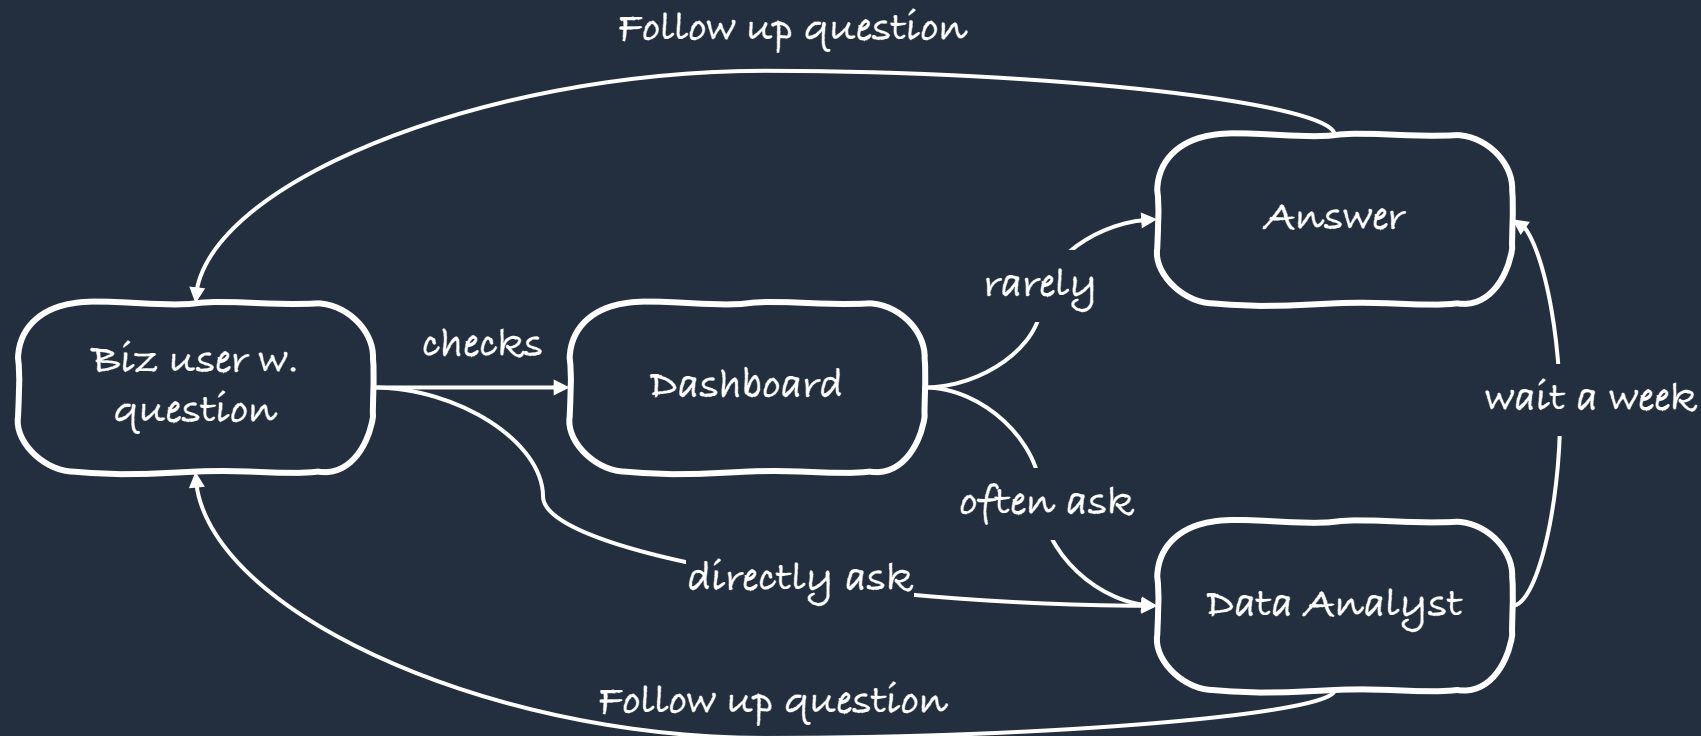 Follow up question
Answer
rarely
Biz user w.
question
checks
Dashboard
wait a week
often ask
directly ask
Data Analyst
Follow up question